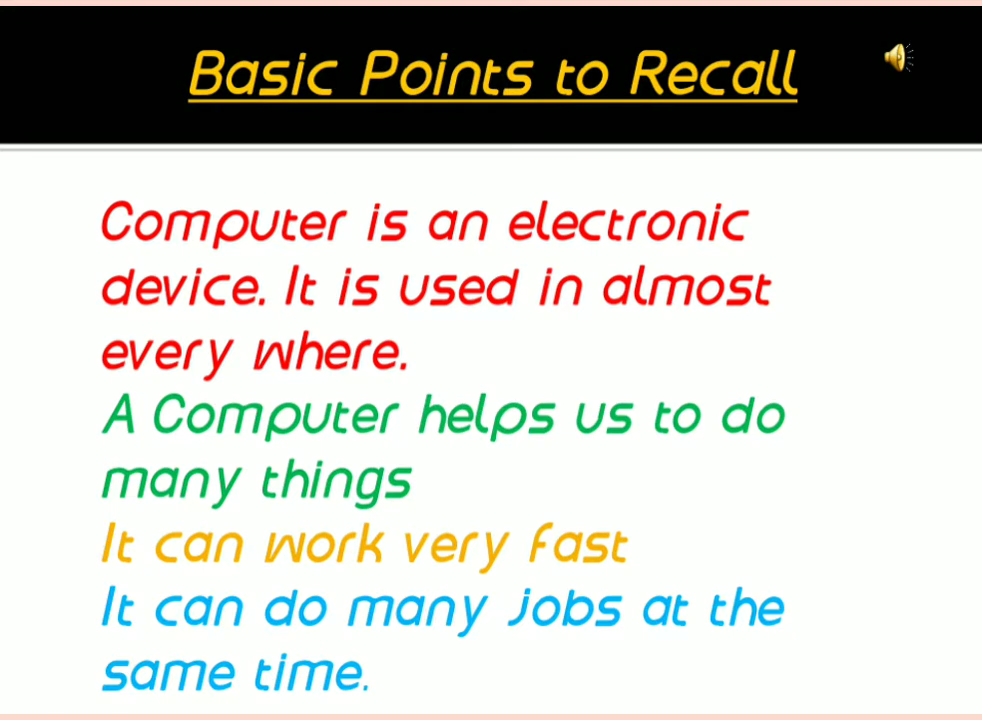 Basic Points to Recall
Computer is an electronic
device. It is used in almost
every where.
A Computer helps us to do
many things
It can work very fast
It can do many jobs at the
same time.